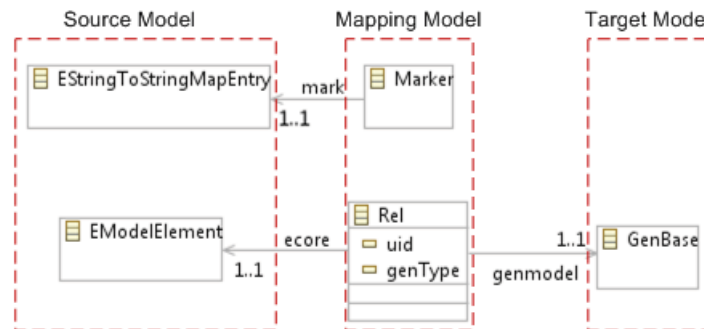 Source Model
Mapping Model
Target Mode
EStringToStringMapEntry
mark
Marker
1..1
Rel
EModelElement
ecore
uid
1..1
GenBase
1..1
genType
genmodel